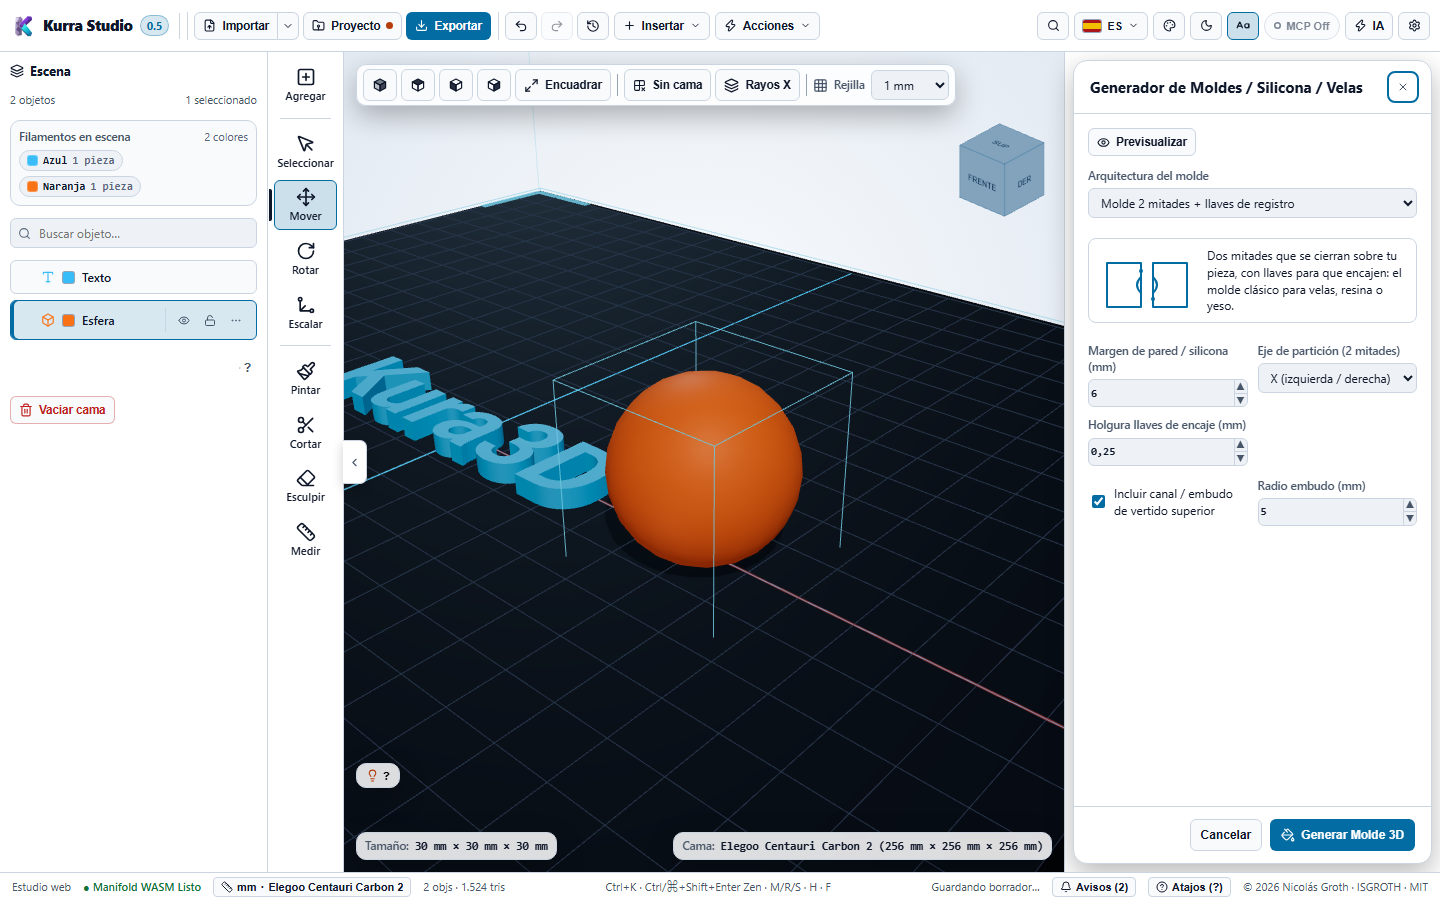 Kurra Studio 0.5 Importar Proyecto Exportar Insertar Acciones ES Aa MCP Off IA
Escena
2 objetos 1 seleccionado
Filamentos en escena 2 colores
Azul 1 pieza
Naranja 1 pieza
Buscar objeto...
Texto
Esfera
?
Vaciar cama
Agregar
Seleccionar
Mover
Rotar
Escalar
Pintar
Cortar
Esculpir
Medir
Encuadrar Sin cama Rayos X Rejilla 1 mm
SUP
FRENTE DER
Kurra3D
?
Tamaño: 30 mm × 30 mm × 30 mm
Cama: Elegoo Centauri Carbon 2 (256 mm × 256 mm × 256 mm)
Generador de Moldes / Silicona / Velas
Previsualizar
Arquitectura del molde
Molde 2 mitades + llaves de registro
Dos mitades que se cierran sobre tu
pieza, con llaves para que encajen: el
molde clásico para velas, resina o
yeso.
Margen de pared / silicona
(mm)
6
Eje de partición (2 mitades)
X (izquierda / derecha)
Holgura llaves de encaje (mm)
0,25
Incluir canal / embudo
de vertido superior
Radio embudo (mm)
5
Cancelar Generar Molde 3D
Estudio web ● Manifold WASM Listo mm · Elegoo Centauri Carbon 2 2 objs · 1.524 tris Ctrl+K · Ctrl/⌘+Shift+Enter Zen · M/R/S · H · F Guardando borrador... Avisos (2) Atajos (?) © 2026 Nicolás Groth · ISGROTH · MIT